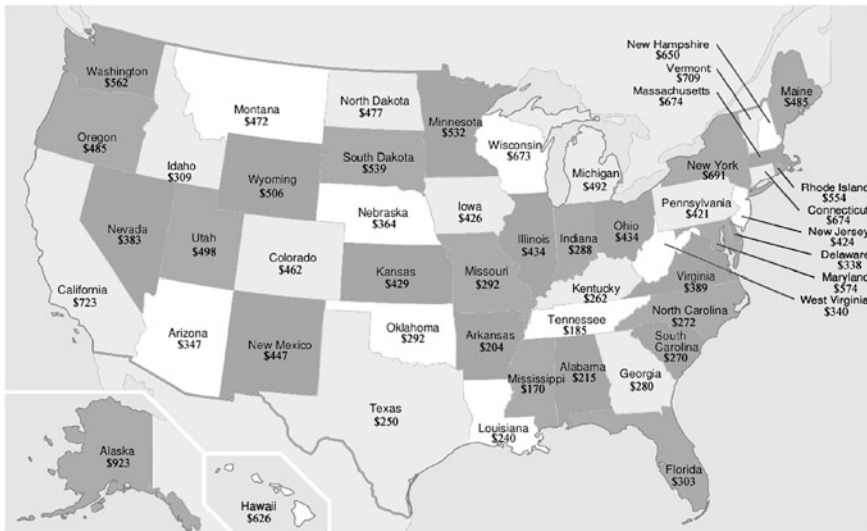 New Hampshire
$650
Vermont
$709
Massachusetts
$674
Washington
$562
Maine
$485
Montana
$472
North Dakota
$477
Minnesota
$532
Oregon
$485
Wisconsin
$673
South Dakota
$539
Idaho
$309
Wyoming
$506
Michigan
$492
New York
$691
Rhode Island
$554
Connecticut
$674
Pennsylvania
$421
Iowa
$426
Nebraska
$364
New Jersey
$424
Nevada
$383
Utah
$498
Illinois
$434
Indiana
$288
Ohio
$434
Delaware
$338
Colorado
$462
Maryland
$574
California
$723
Kansas
$429
Missouri
$292
Virginia
$389
West Virginia
$340
Kentucky
$262
North Carolina
$272
Arizona
$347
Oklahoma
$292
Tennessee
$185
New Mexico
$447
Arkansas
$204
South
Carolina
$270
Mississippi
$170
Alabama
$215
Georgia
$280
Texas
$250
Louisiana
$240
Alaska
$923
Florida
$303
Hawaii
$626